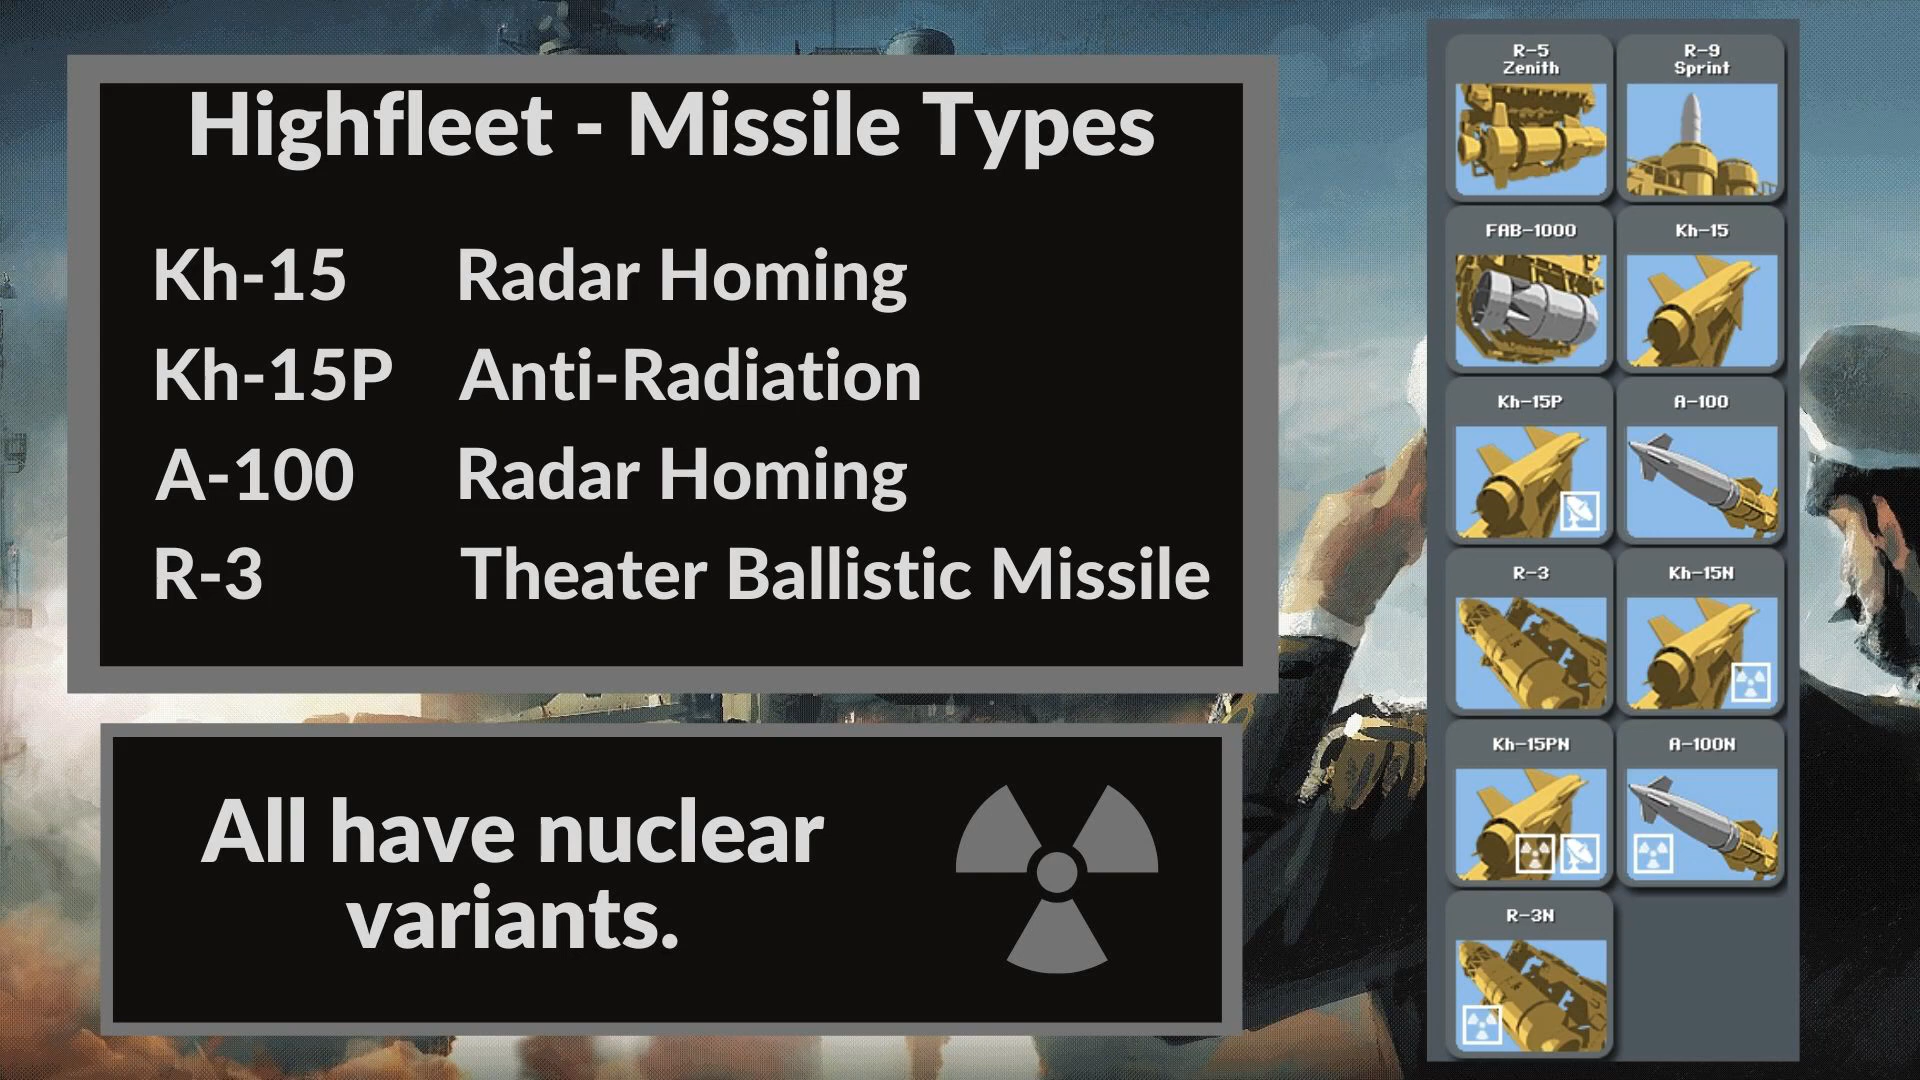 Highfleet - Missile Types
Kh-15 Radar Homing
Kh-15P Anti-Radiation
A-100 Radar Homing
R-3 Theater Ballistic Missile
All have nuclear
variants.
R-5
Zenith
R-9
Sprint
FAB-1000
Kh-15
Kh-15P
A-100
R-3
Kh-15N
Kh-15PN
A-100N
R-3N